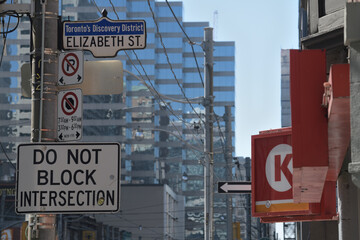 Toronto's Discovery District
ELIZABETH ST.
DO NOT
BLOCK
INTERSECTION
K